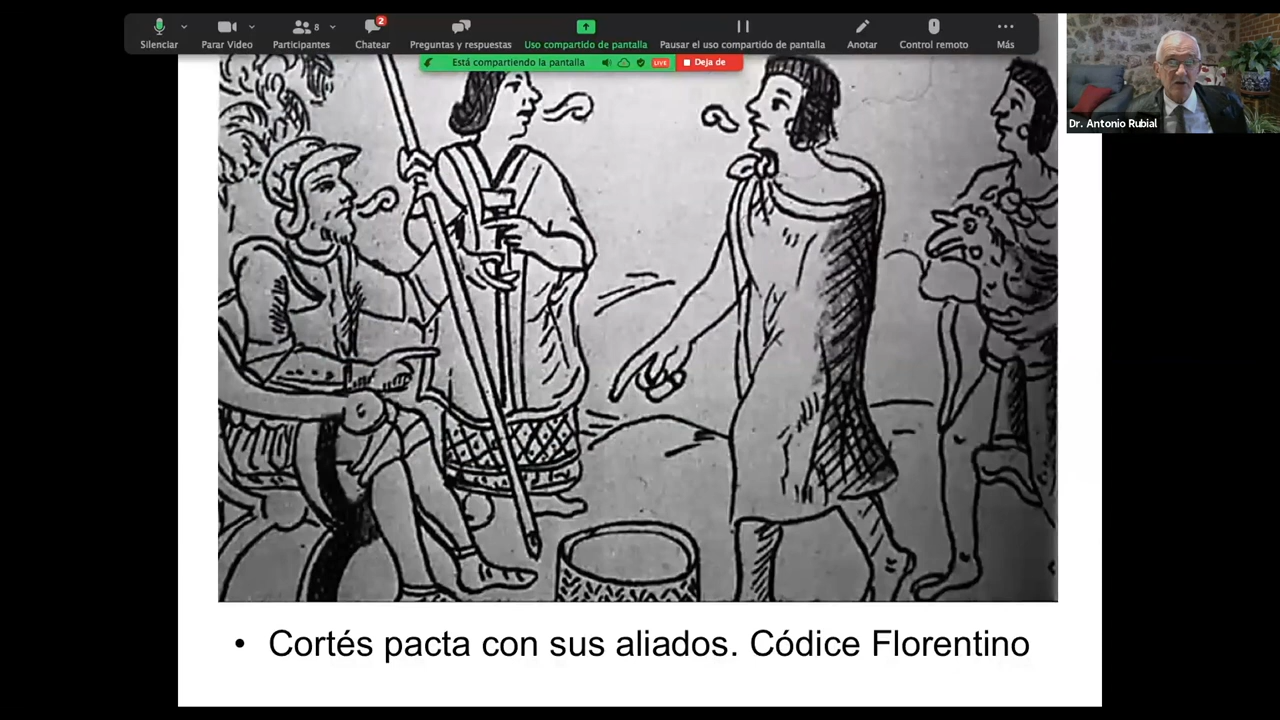 Silenciar
Parar Video
8
Participantes
2
Chatear
Preguntas y respuestas
Uso compartido de pantalla
Pausar el uso compartido de pantalla
Anotar
Control remoto
Más
Está compartiendo la pantalla
LIVE
Deja de
Dr. Antonio Rubial
• Cortés pacta con sus aliados. Códice Florentino